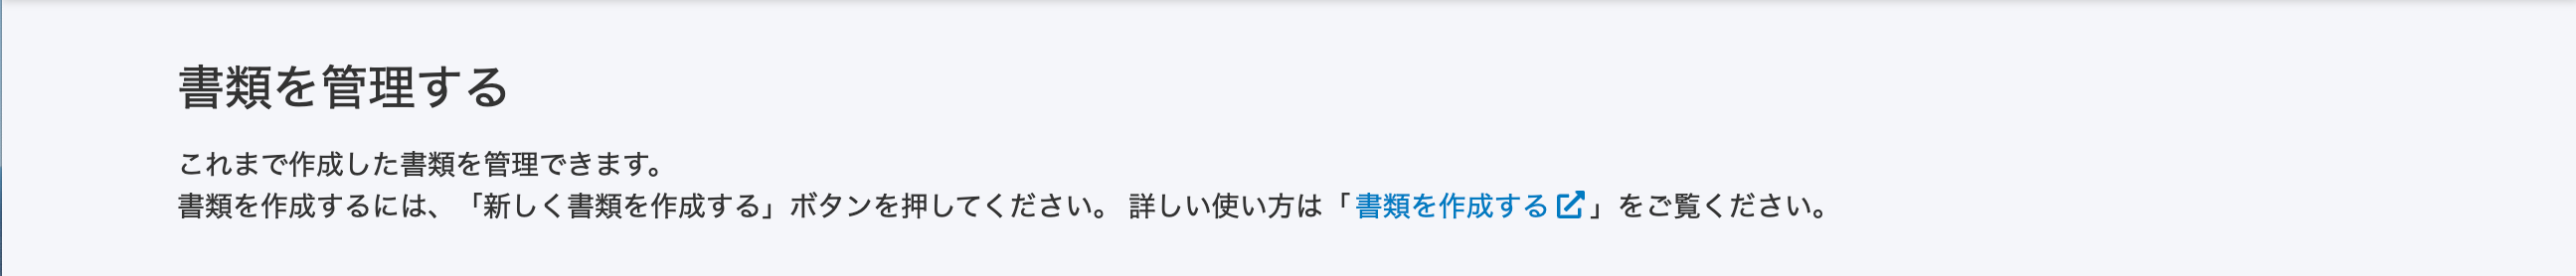 書類を管理する
これまで作成した書類を管理できます。
書類を作成するには、「新しく書類を作成する」ボタンを押してください。 詳しい使い方は「書類を作成する」をご覧ください。